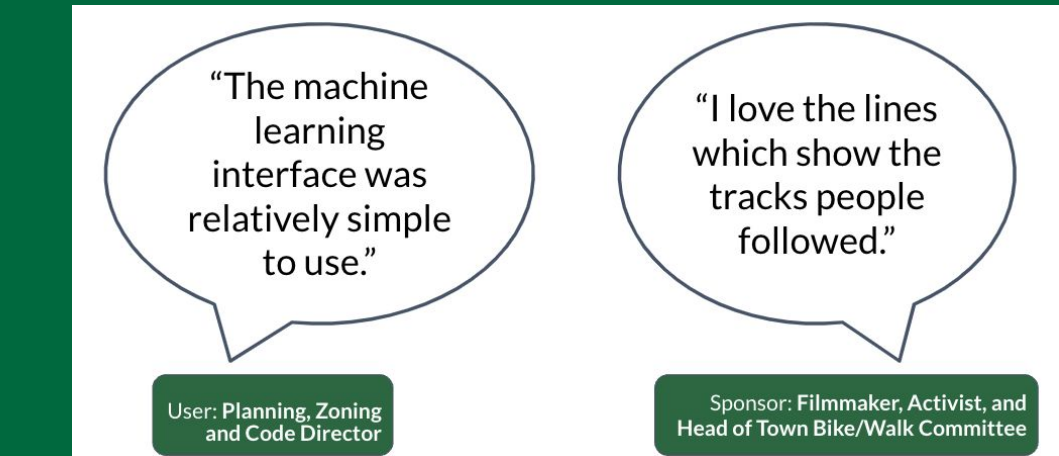 “The machine
learning
interface was
relatively simple
to use.”
User: Planning, Zoning
and Code Director
“I love the lines
which show the
tracks people
followed.”
Sponsor: Filmmaker, Activist, and
Head of Town Bike/Walk Committee